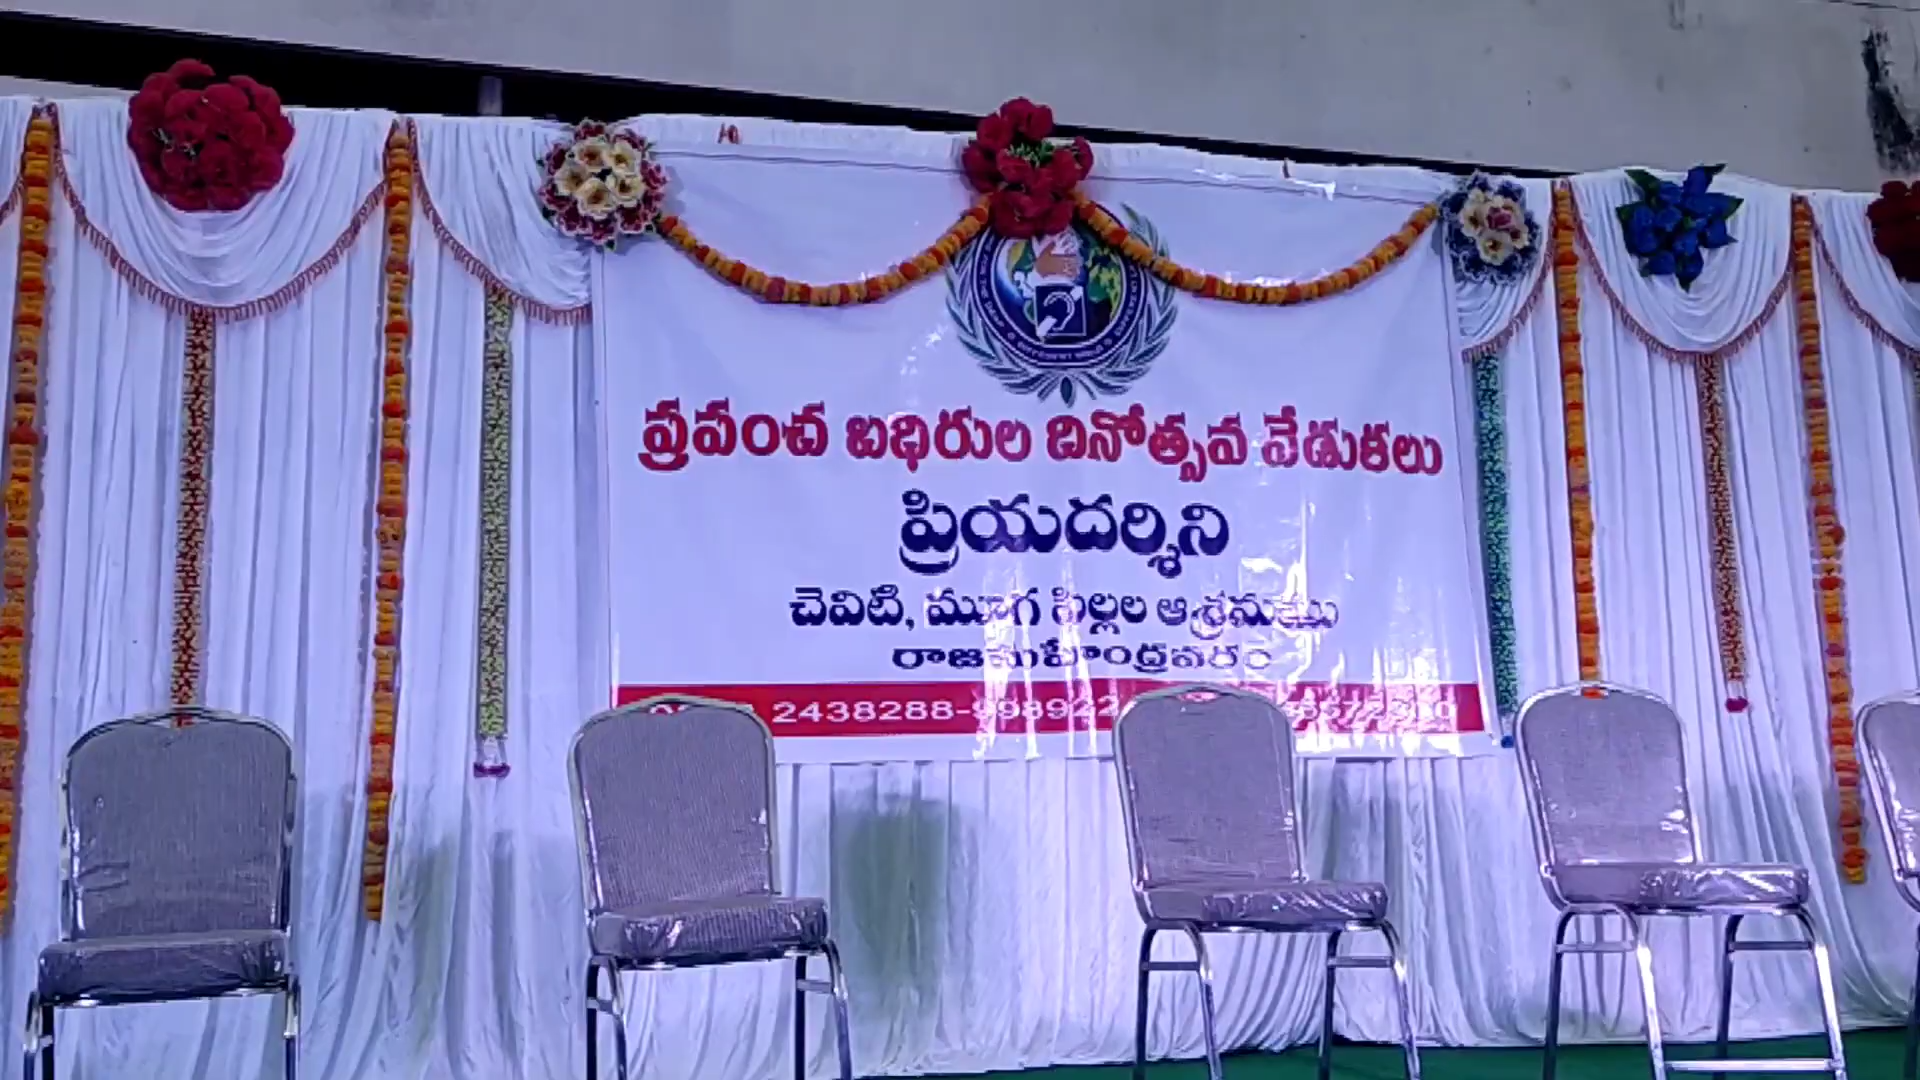 ప్రపంచ బధిరుల దినోత్సవ వేడుకలు
ప్రియదర్శిని
చెవిటి, మూగ పిల్లల ఆశ్రమము
రాజమహేంద్రవరం
2438288-